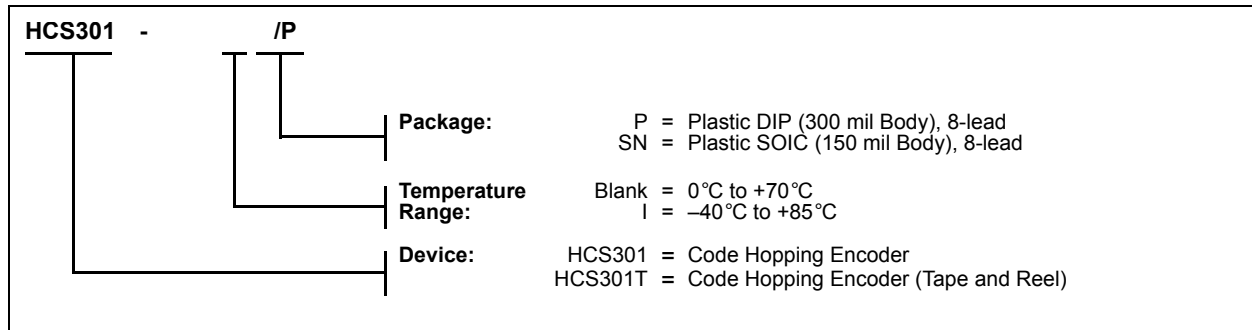 HCS301 - /P
Package: P = Plastic DIP (300 mil Body), 8-lead
SN = Plastic SOIC (150 mil Body), 8-lead
Temperature Blank = 0°C to +70°C
Range: I = –40°C to +85°C
Device: HCS301 = Code Hopping Encoder
HCS301T = Code Hopping Encoder (Tape and Reel)